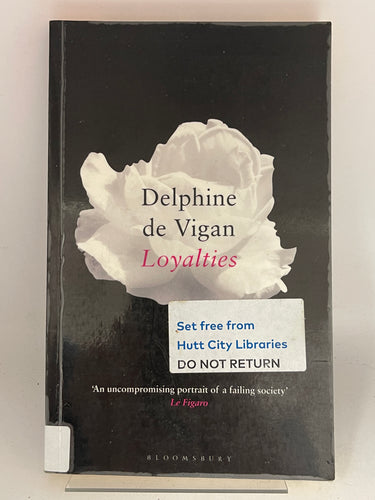 Delphine
de Vigan
Loyalties
Set free from
Hutt City Libraries
DO NOT RETURN
‘An uncompromising portrait of a failing society’
Le Figaro
BLOOMSBURY